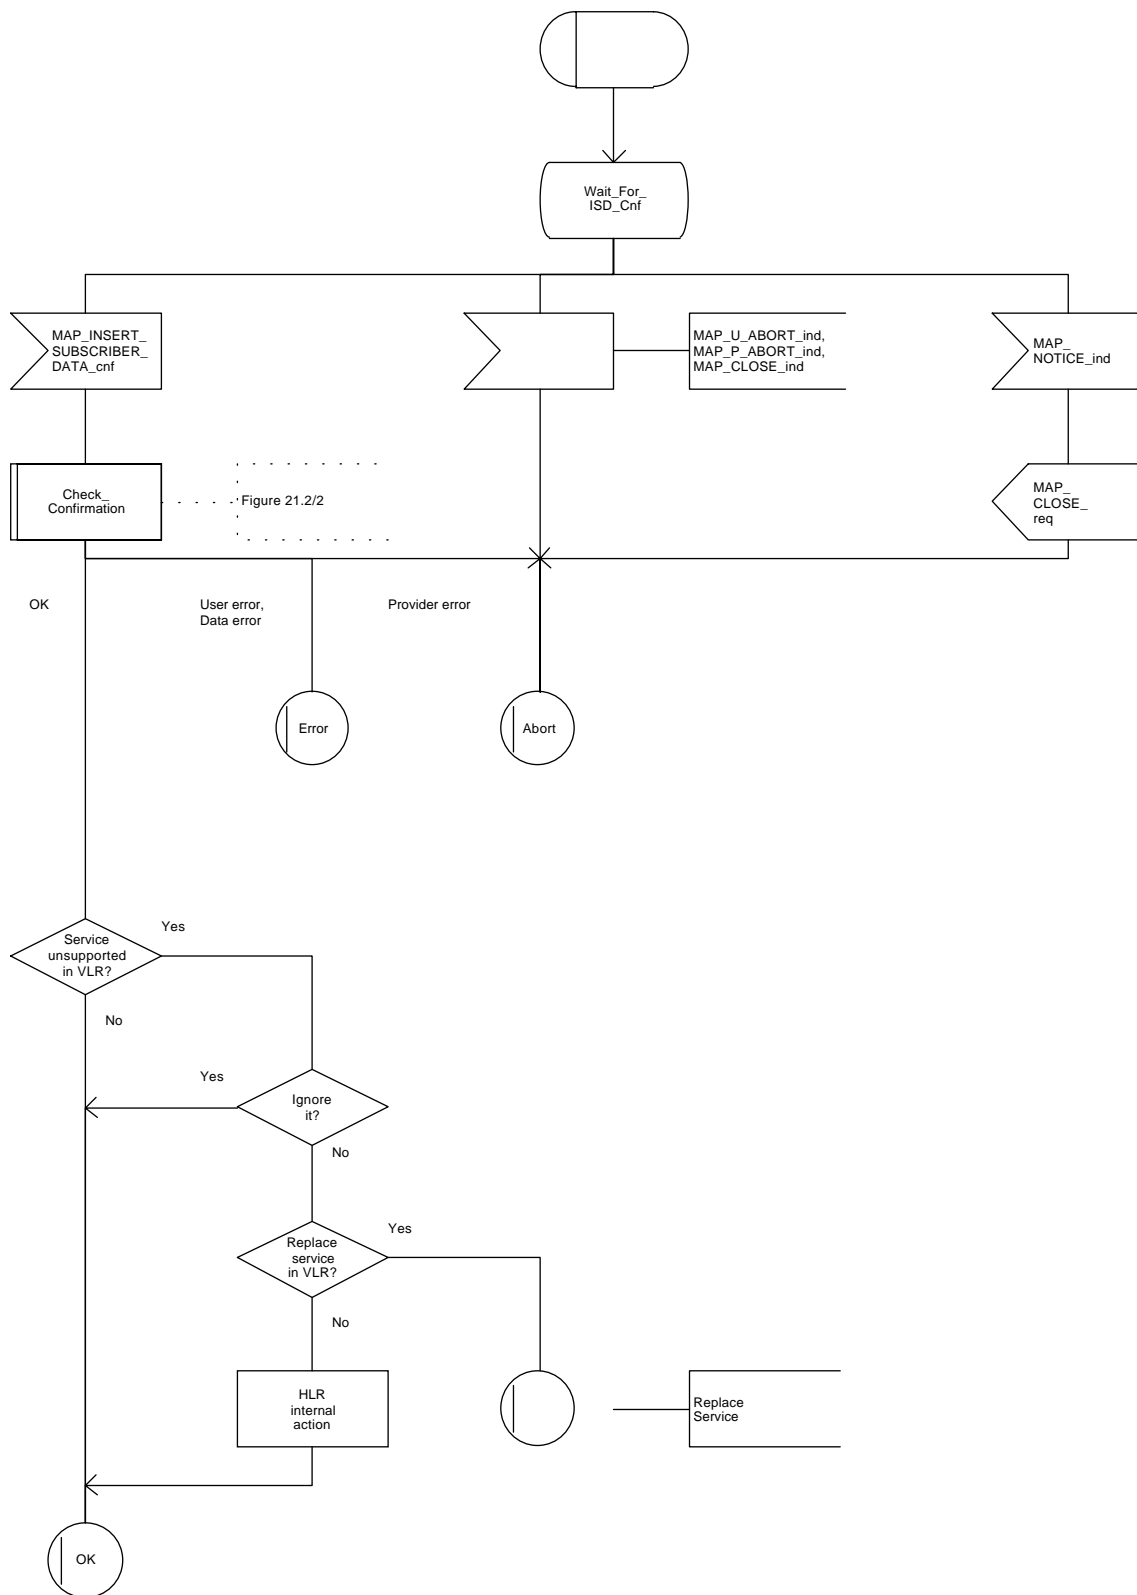 Wait_For_
ISD_Cnf
MAP_INSERT_
SUBSCRIBER_
DATA_cnf
MAP_U_ABORT_ind,
MAP_P_ABORT_ind,
MAP_CLOSE_ind
MAP_
NOTICE_ind
Check_
Confirmation
Figure 21.2/2
MAP_
CLOSE_
req
OK
User error,
Data error
Provider error
Error
Abort
Service
unsupported
in VLR?
Yes
No
Yes
Ignore
it?
No
Replace
service
in VLR?
Yes
No
HLR
internal
action
Replace
Service
OK